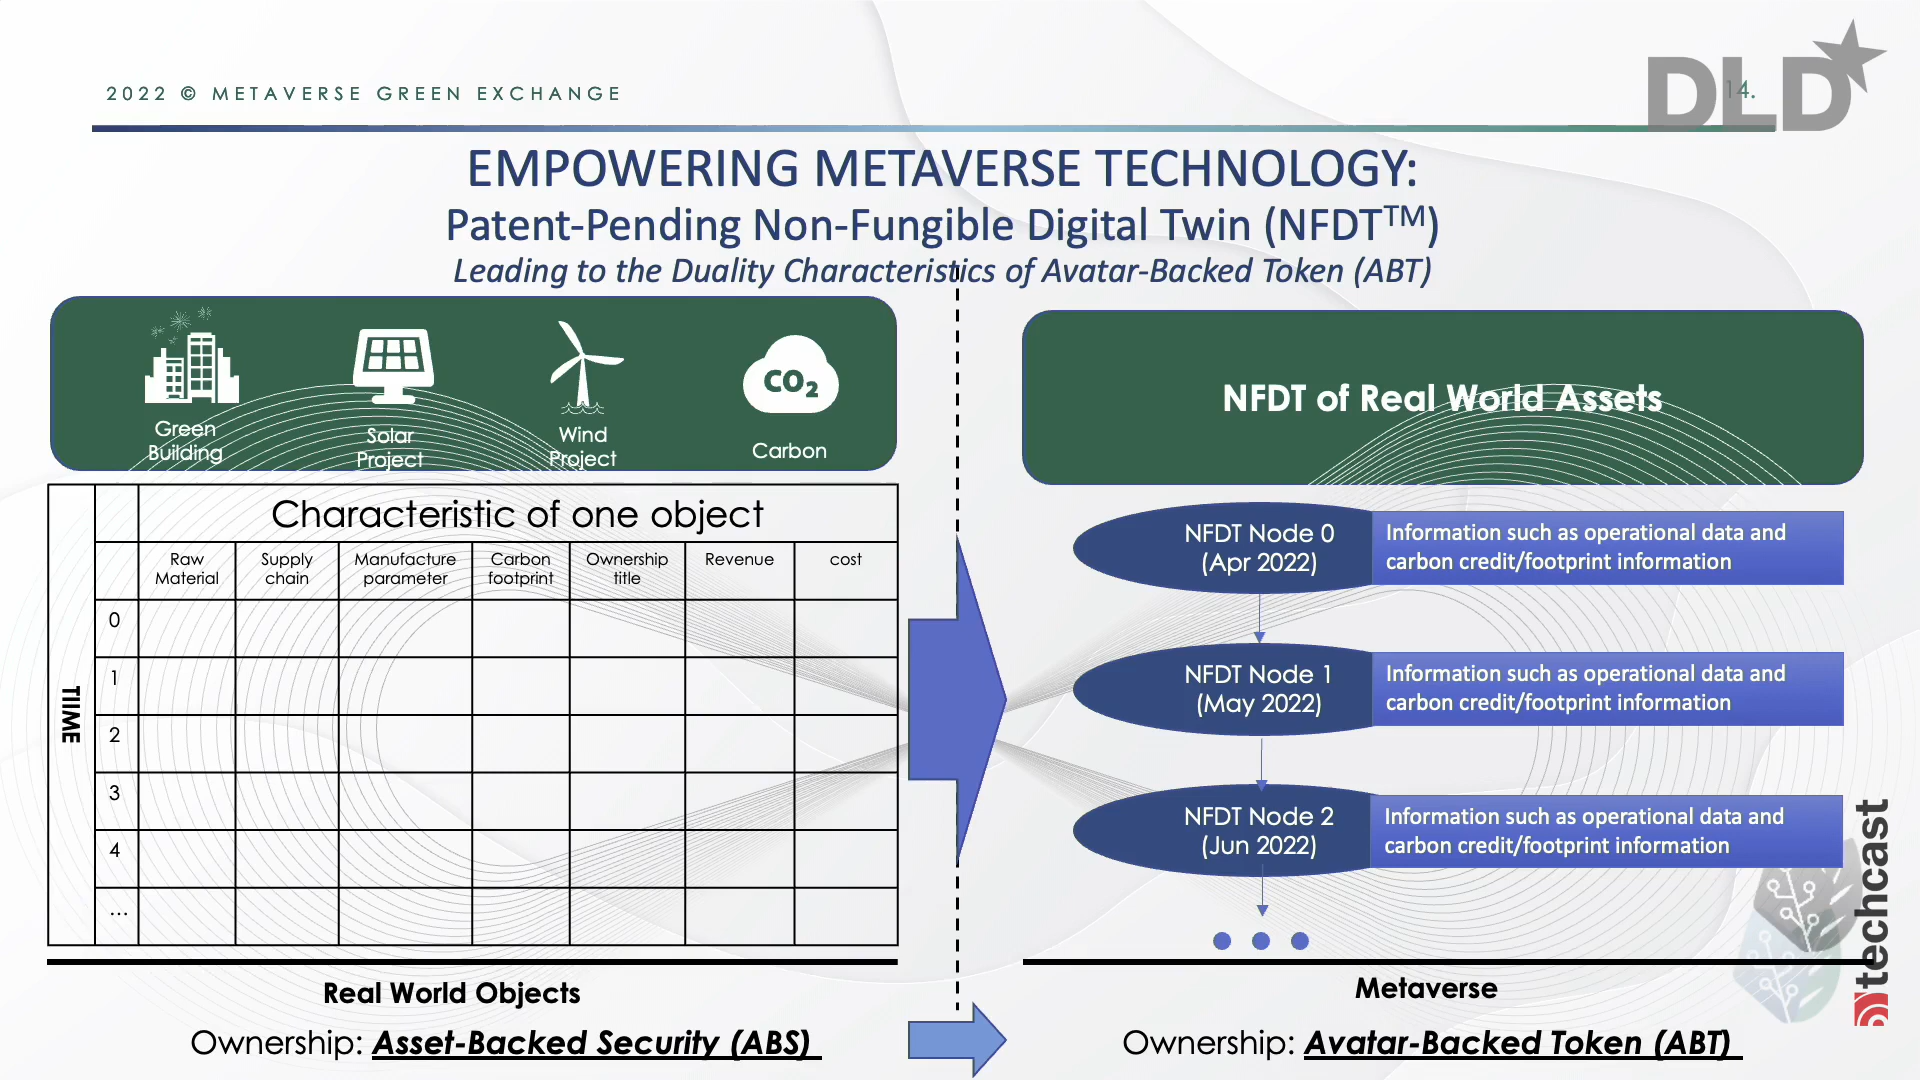 2022 © METAVERSE GREEN EXCHANGE
14.
DLD
EMPOWERING METAVERSE TECHNOLOGY:
Patent-Pending Non-Fungible Digital Twin (NFDT™)
Leading to the Duality Characteristics of Avatar-Backed Token (ABT)
Green
Building
Solar
Project
Wind
Project
CO₂
Carbon
NFDT of Real World Assets
TIIME
Characteristic of one object
Raw
Material
Supply
chain
Manufacture
parameter
Carbon
footprint
Ownership
title
Revenue
cost
0
1
2
3
4
...
NFDT Node 0
(Apr 2022)
Information such as operational data and
carbon credit/footprint information
NFDT Node 1
(May 2022)
Information such as operational data and
carbon credit/footprint information
NFDT Node 2
(Jun 2022)
Information such as operational data and
carbon credit/footprint information
techcast
Real World Objects
Ownership: Asset-Backed Security (ABS)
Metaverse
Ownership: Avatar-Backed Token (ABT)